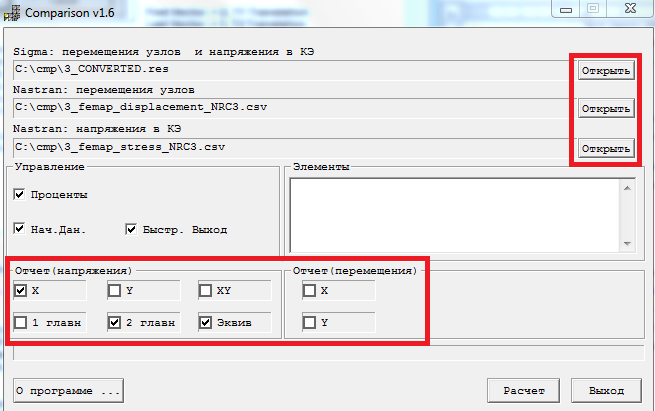 Comparison v1.6
Sigma: перемещения узлов и напряжения в КЭ
C:\cmp\3_CONVERTED.res
Открыть
Nastran: перемещения узлов
C:\cmp\3_femap_displacement_NRC3.csv
Открыть
Nastran: напряжения в КЭ
C:\cmp\3_femap_stress_NRC3.csv
Открыть
Управление
Элементы
Проценты
Нач.Дан.
Быстр. Выход
Отчет(напряжения)
Отчет(перемещения)
X Y XY X
1 главн 2 главн Эквив Y
О программе ...
Расчет
Выход